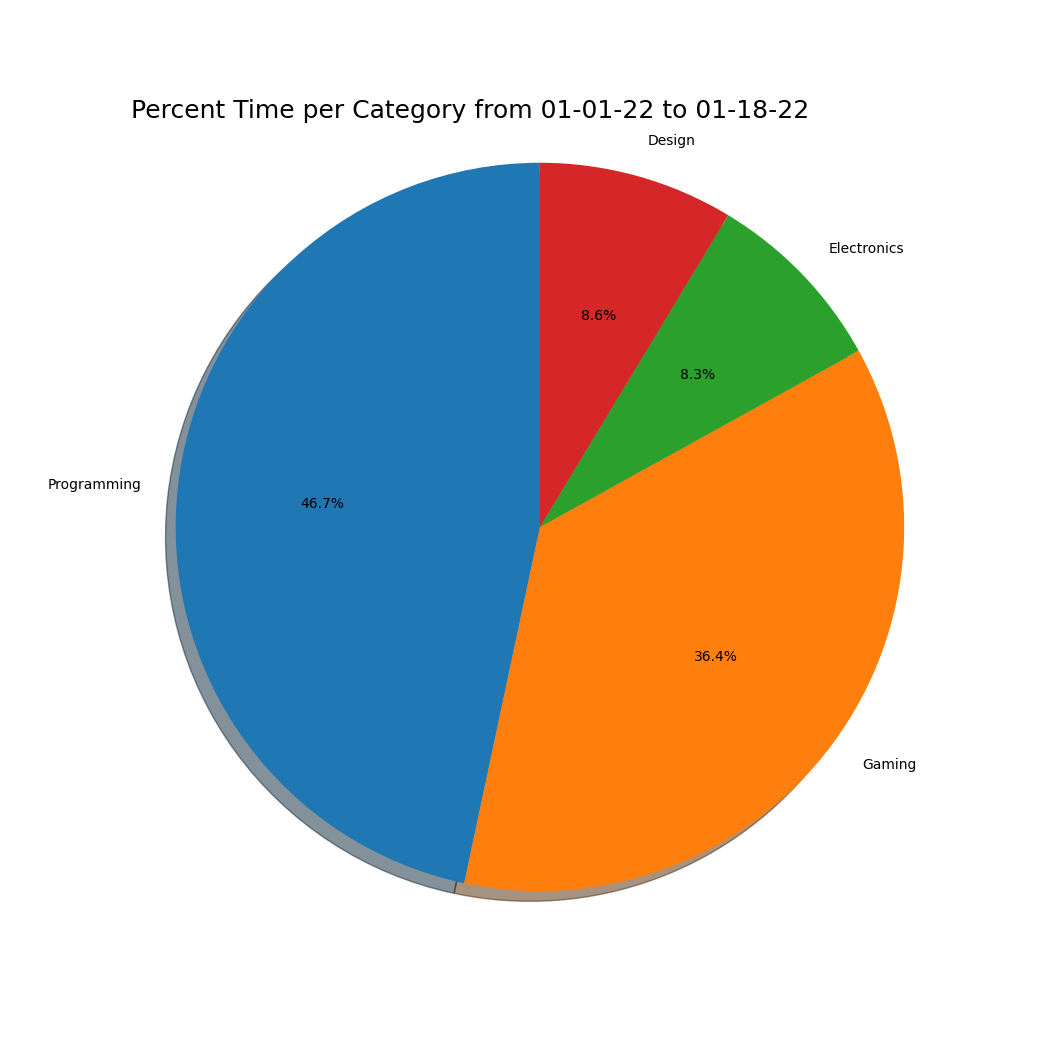 Percent Time per Category from 01-01-22 to 01-18-22
Design
Electronics
8.6%
8.3%
Programming
46.7%
36.4%
Gaming